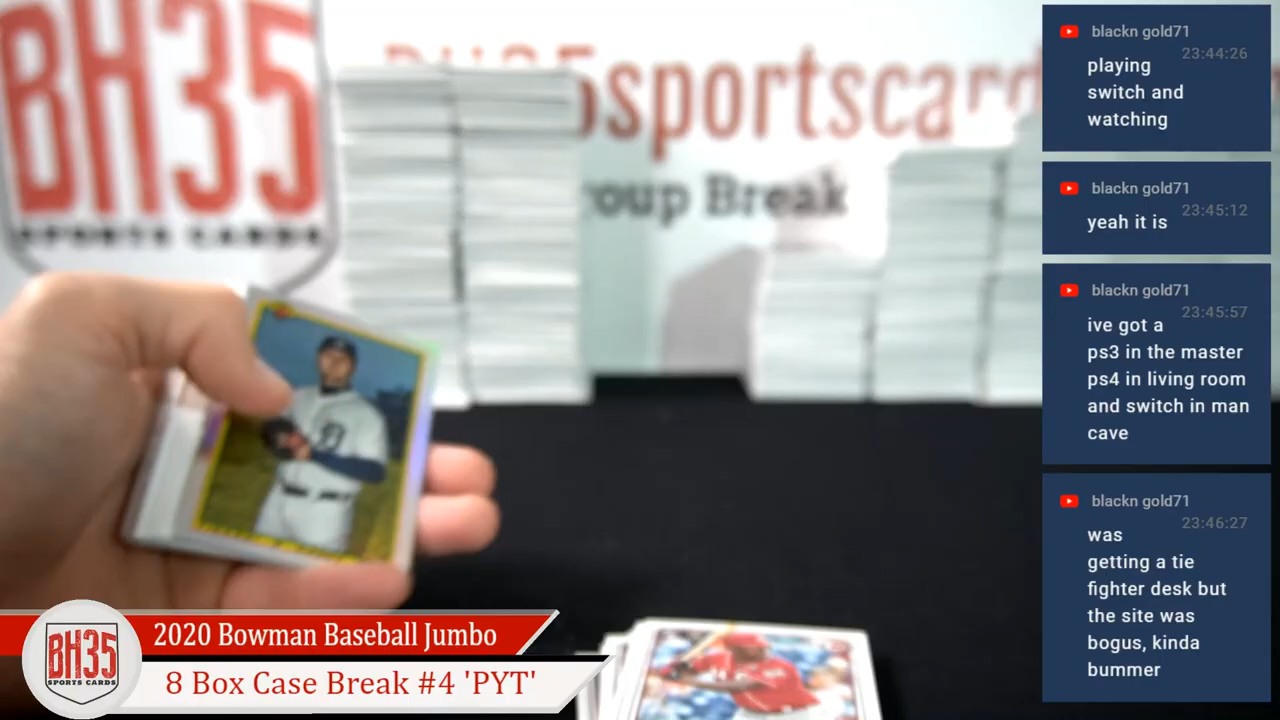 BH35
SPORTS CARDS
BH35sportscard
Group Break
blackn gold71
23:44:26
playing
switch and
watching
blackn gold71
23:45:12
yeah it is
blackn gold71
23:45:57
ive got a
ps3 in the master
ps4 in living room
and switch in man
cave
blackn gold71
23:46:27
was
getting a tie
fighter desk but
the site was
bogus, kinda
bummer
BH35
SPORTS CARDS
2020 Bowman Baseball Jumbo
8 Box Case Break #4 'PYT'